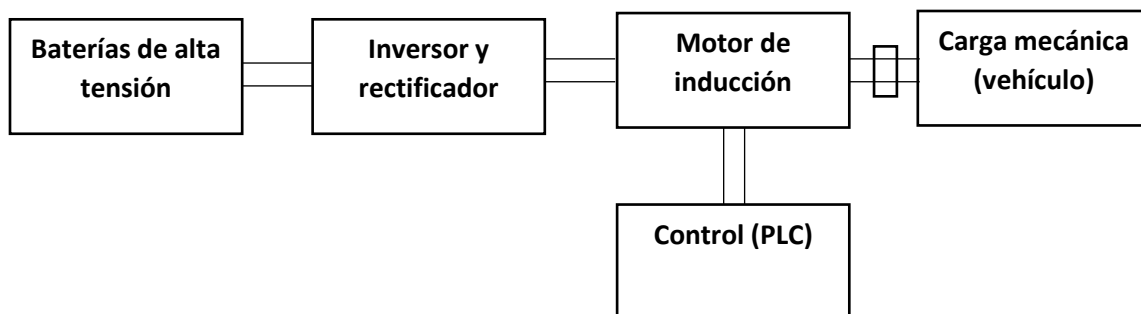 Baterías de alta
tensión
Inversor y
rectificador
Motor de
inducción
Carga mecánica
(vehículo)
Control (PLC)